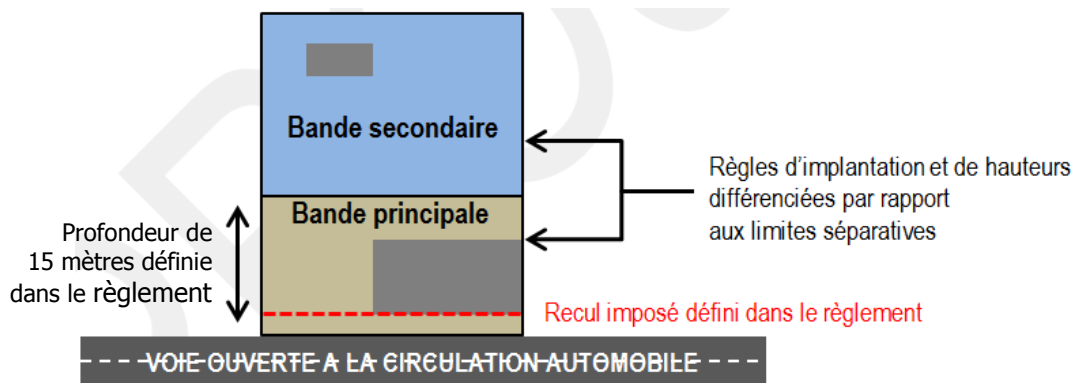 Bande secondaire
Règles d'implantation et de hauteurs
différenciées par rapport
aux limites séparatives
Bande principale
Profondeur de
15 mètres définie
dans le règlement
Recul imposé défini dans le règlement
VOIE OUVERTE A LA CIRCULATION AUTOMOBILE